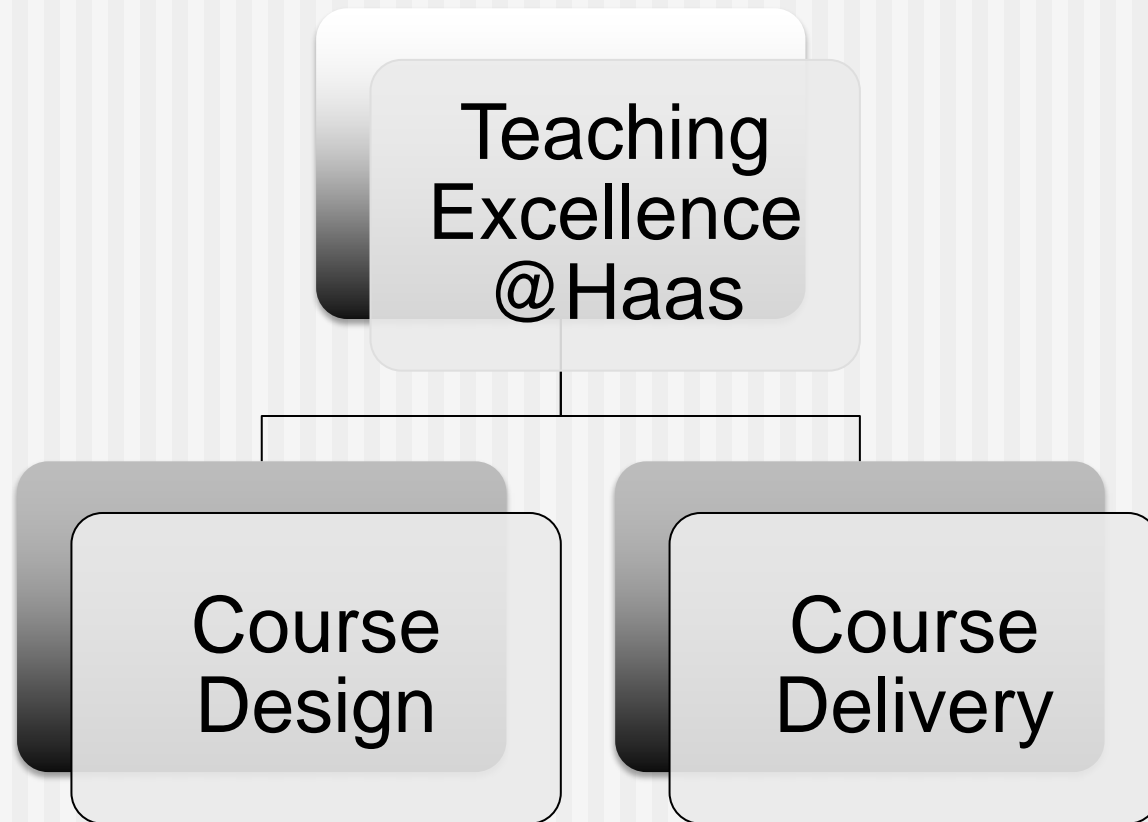 Teaching
Excellence
@Haas
Course
Design
Course
Delivery